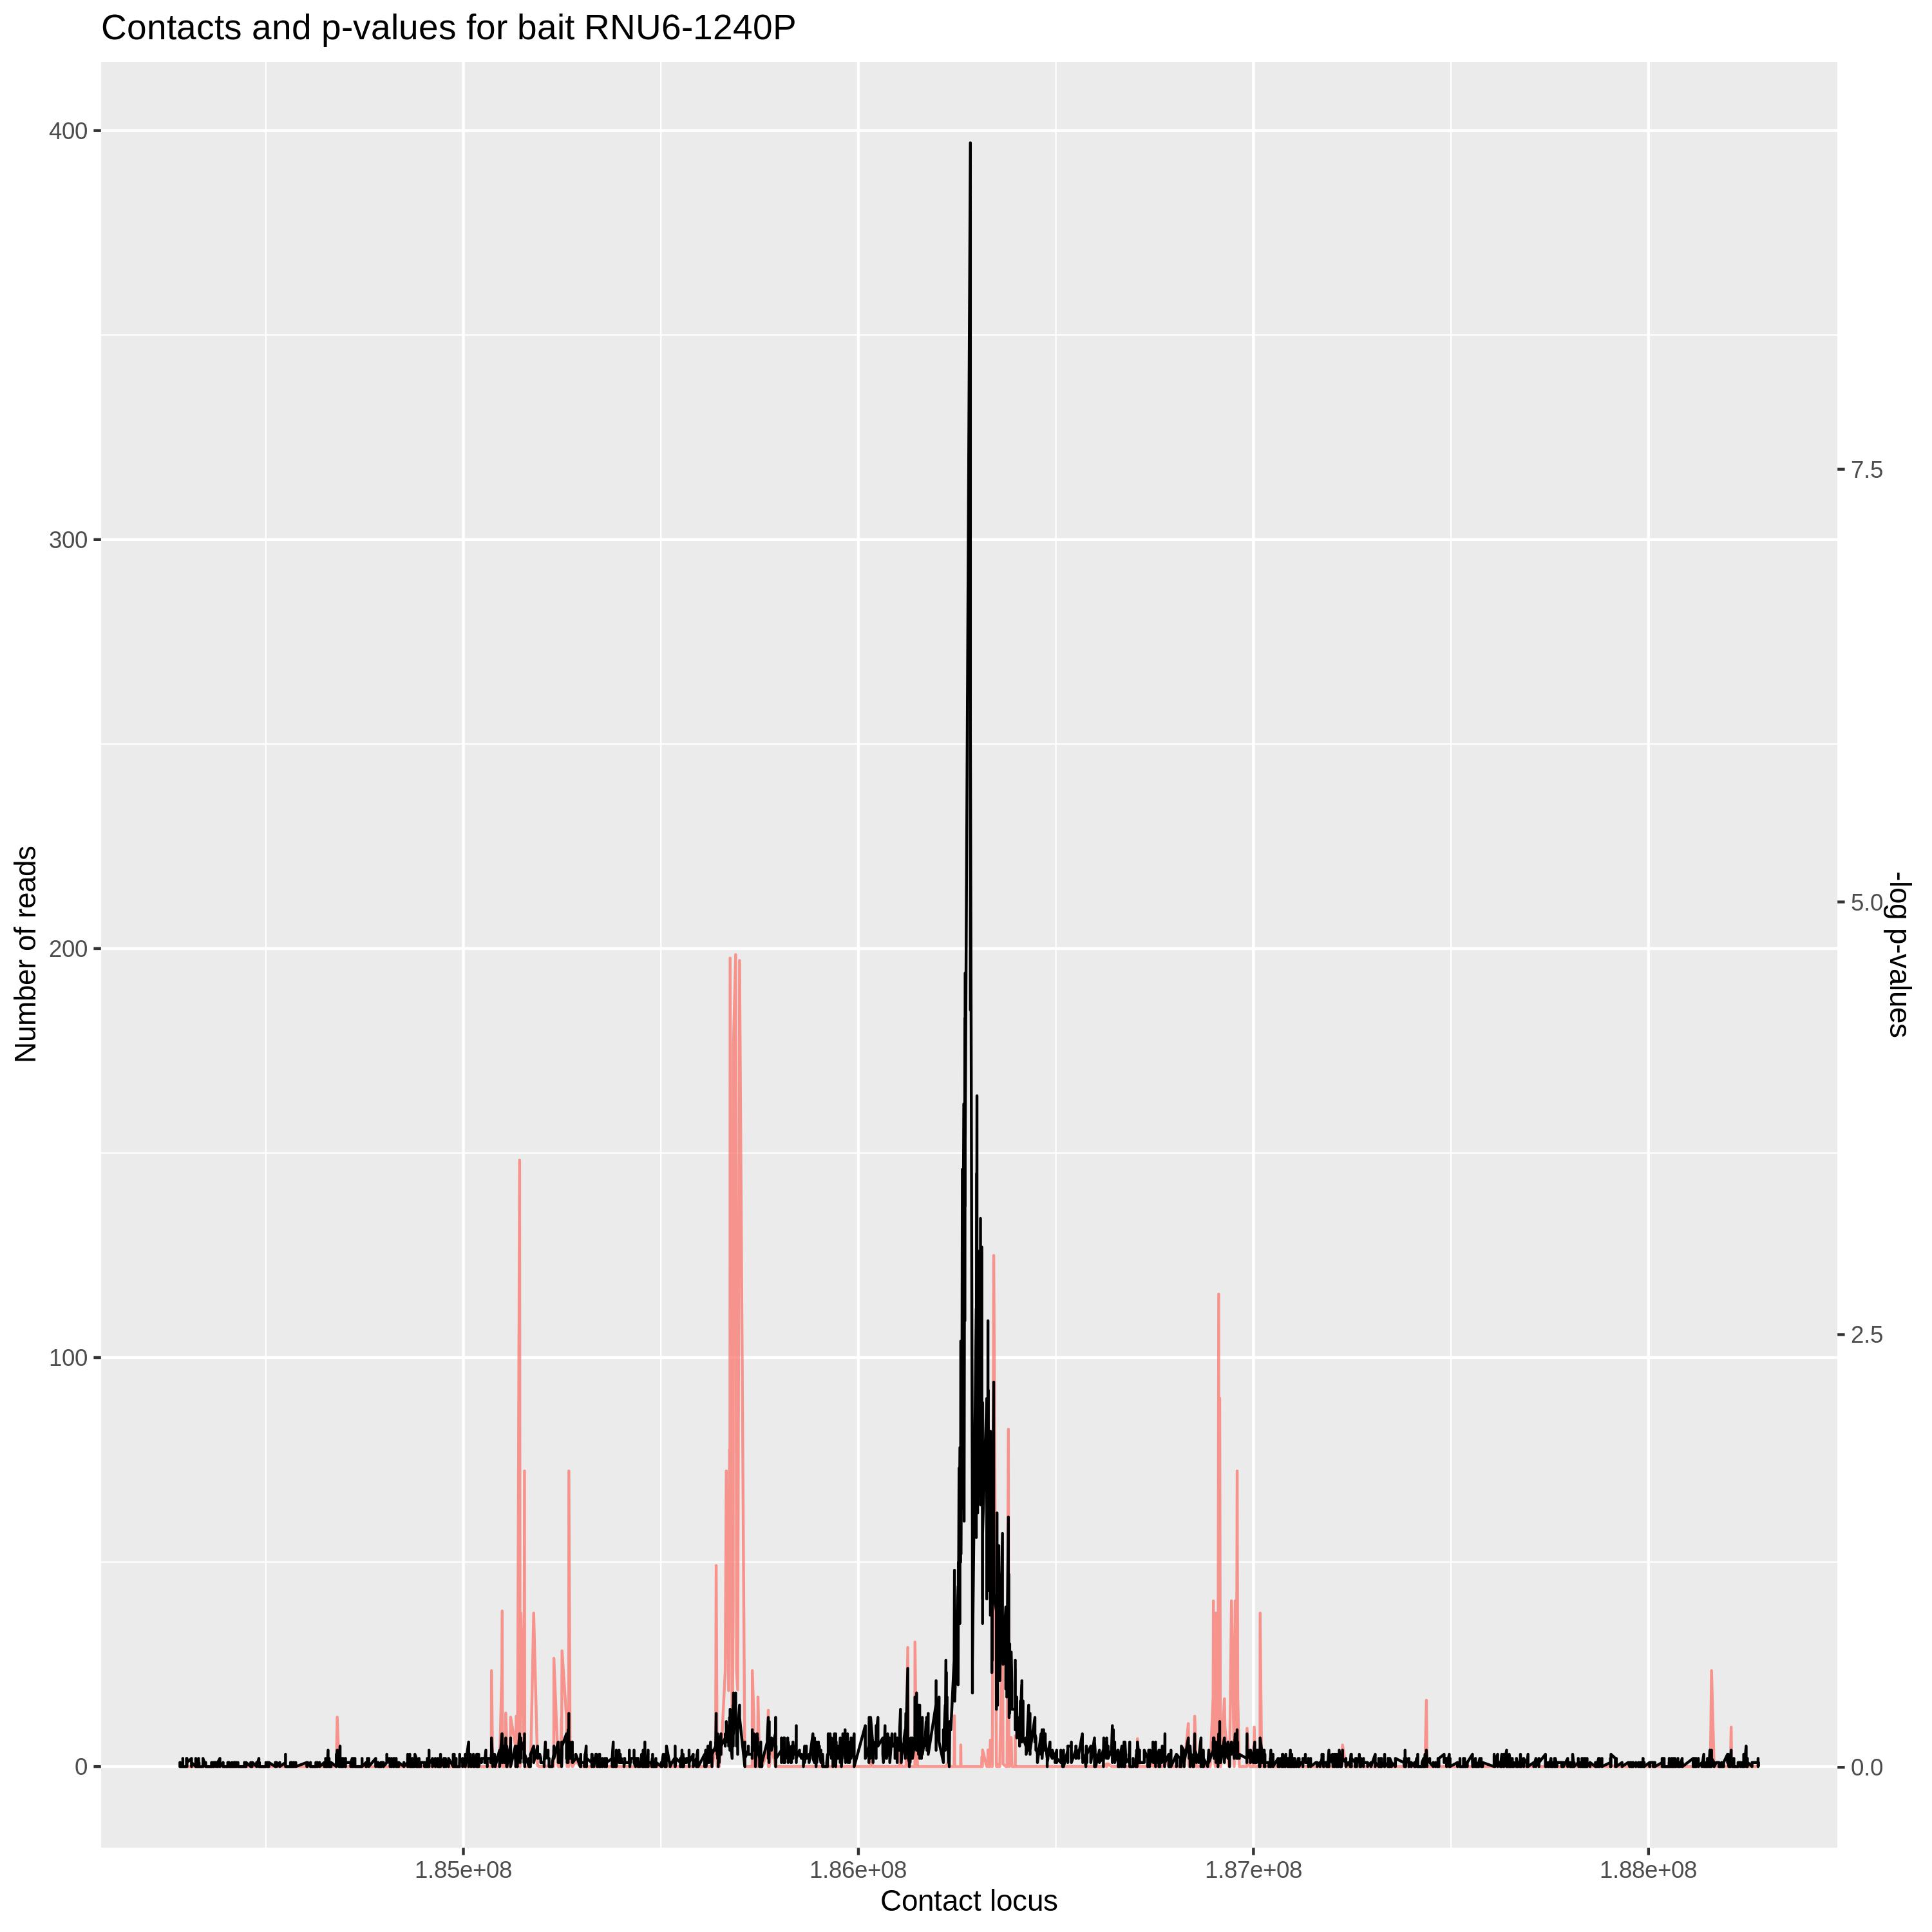 Contacts and p-values for bait RNU6-1240P
400
300
200
100
0
7.5
5.0
2.5
0.0
Number of reads
-log p-values
1.85e+08
1.86e+08
1.87e+08
1.88e+08
Contact locus